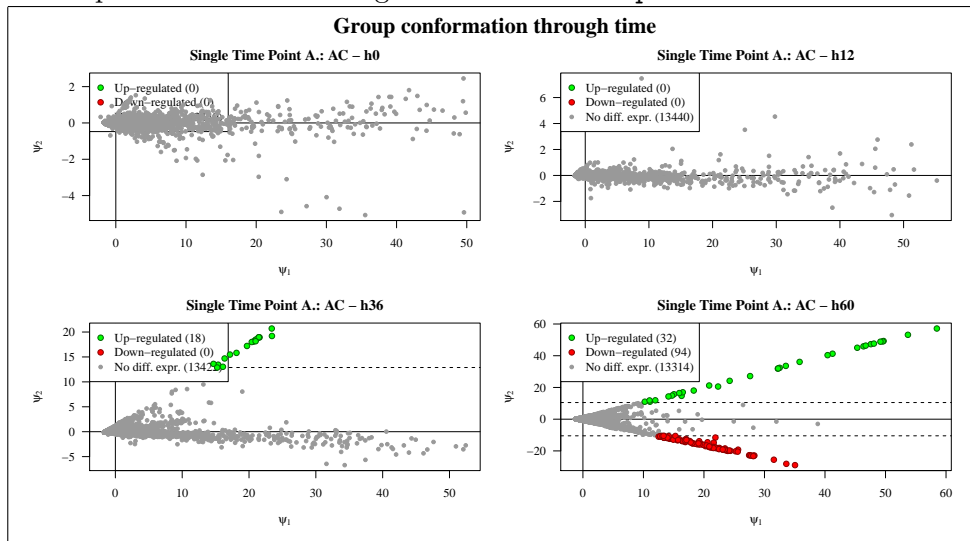 Group conformation through time
Single Time Point A.: AC − h0
Up−regulated (0)
Down−regulated (0)
ψ2
2
0
−2
−4
0 10 20 30 40 50
ψ1
Single Time Point A.: AC − h12
Up−regulated (0)
Down−regulated (0)
No diff. expr. (13440)
ψ2
6
4
2
0
−2
0 10 20 30 40 50
ψ1
Single Time Point A.: AC − h36
Up−regulated (18)
Down−regulated (0)
No diff. expr. (1342
ψ2
20
15
10
5
0
−5
0 10 20 30 40 50
ψ1
Single Time Point A.: AC − h60
Up−regulated (32)
Down−regulated (94)
No diff. expr. (13314)
ψ2
60
40
20
0
−20
0 10 20 30 40 50 60
ψ1